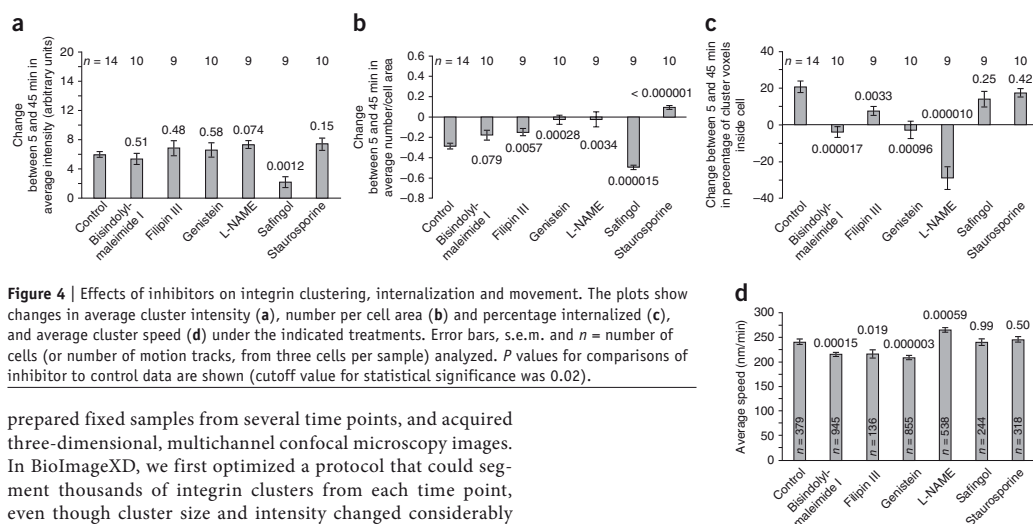 a
Change
between 5 and 45 min in
average intensity (arbitrary units)
20
16
12
8
4
0
n = 14 10 9 10 9 9 10
0.51 0.48 0.58 0.074 0.0012 0.15
Control
Bisindolyl-
maleimide I
Filipin III
Genistein
L-NAME
Safingol
Staurosporine
b
Change
between 5 and 45 min in
average number/cell area
0.6
0.4
0.2
0
−0.2
−0.4
−0.6
−0.8
n = 14 10 9 10 9 9 10
0.079 0.0057 0.00028 0.0034 0.000015 < 0.000001
Control
Bisindolyl-
maleimide I
Filipin III
Genistein
L-NAME
Safingol
Staurosporine
c
Change between 5 and 45 min
in percentage of cluster voxels
inside cell
40
20
0
−20
−40
n = 14 10 9 10 9 9 10
0.000017 0.0033 0.00096 0.000010 0.25 0.42
Control
Bisindolyl-
maleimide I
Filipin III
Genistein
L-NAME
Safingol
Staurosporine
Figure 4 | Effects of inhibitors on integrin clustering, internalization and movement. The plots show
changes in average cluster intensity (a), number per cell area (b) and percentage internalized (c),
and average cluster speed (d) under the indicated treatments. Error bars, s.e.m. and n = number of
cells (or number of motion tracks, from three cells per sample) analyzed. P values for comparisons of
inhibitor to control data are shown (cutoff value for statistical significance was 0.02).
prepared fixed samples from several time points, and acquired
three-dimensional, multichannel confocal microscopy images.
In BioImageXD, we first optimized a protocol that could seg-
ment thousands of integrin clusters from each time point,
even though cluster size and intensity changed considerably
d
Average speed (nm/min)
300
250
200
150
100
50
0
0.00015 0.019 0.000003 0.00059 0.99 0.50
n = 379
n = 945
n = 136
n = 855
n = 538
n = 244
n = 318
Control
Bisindolyl-
maleimide I
Filipin III
Genistein
L-NAME
Safingol
Staurosporine